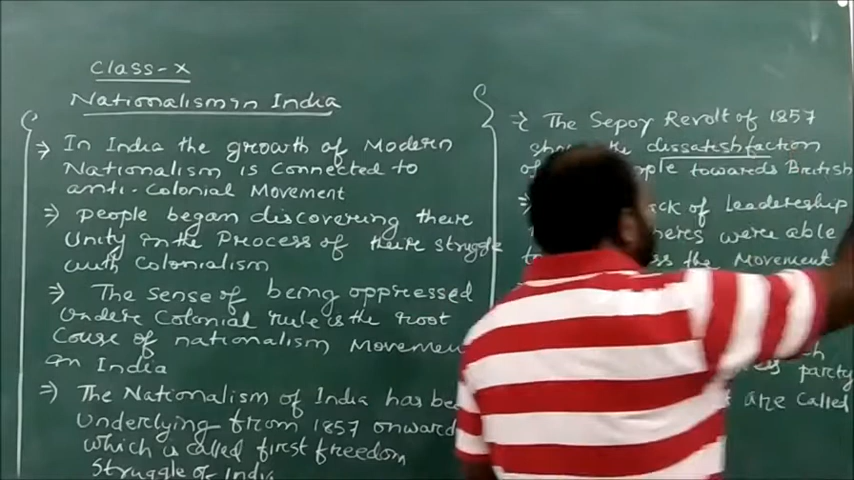 Class-X
Nationalism in India
⇒ In India the growth of Modern
Nationalism is connected to
anti-colonial Movement
⇒ people began discovering there
Unity in the process of there struggle
with colonialism
⇒ The sense of being oppressed
Undere Colonial rule is the root
Couse of nationalism Movement
in India
⇒ The Nationalism of India has be
Underlying from 1857 onward
which is called first freedom
Struggle of India
⇒ The Sepoy Revolt of 1857
dissatisfaction
people towards British
ack of Leadership
were able
the Movement
party
are called